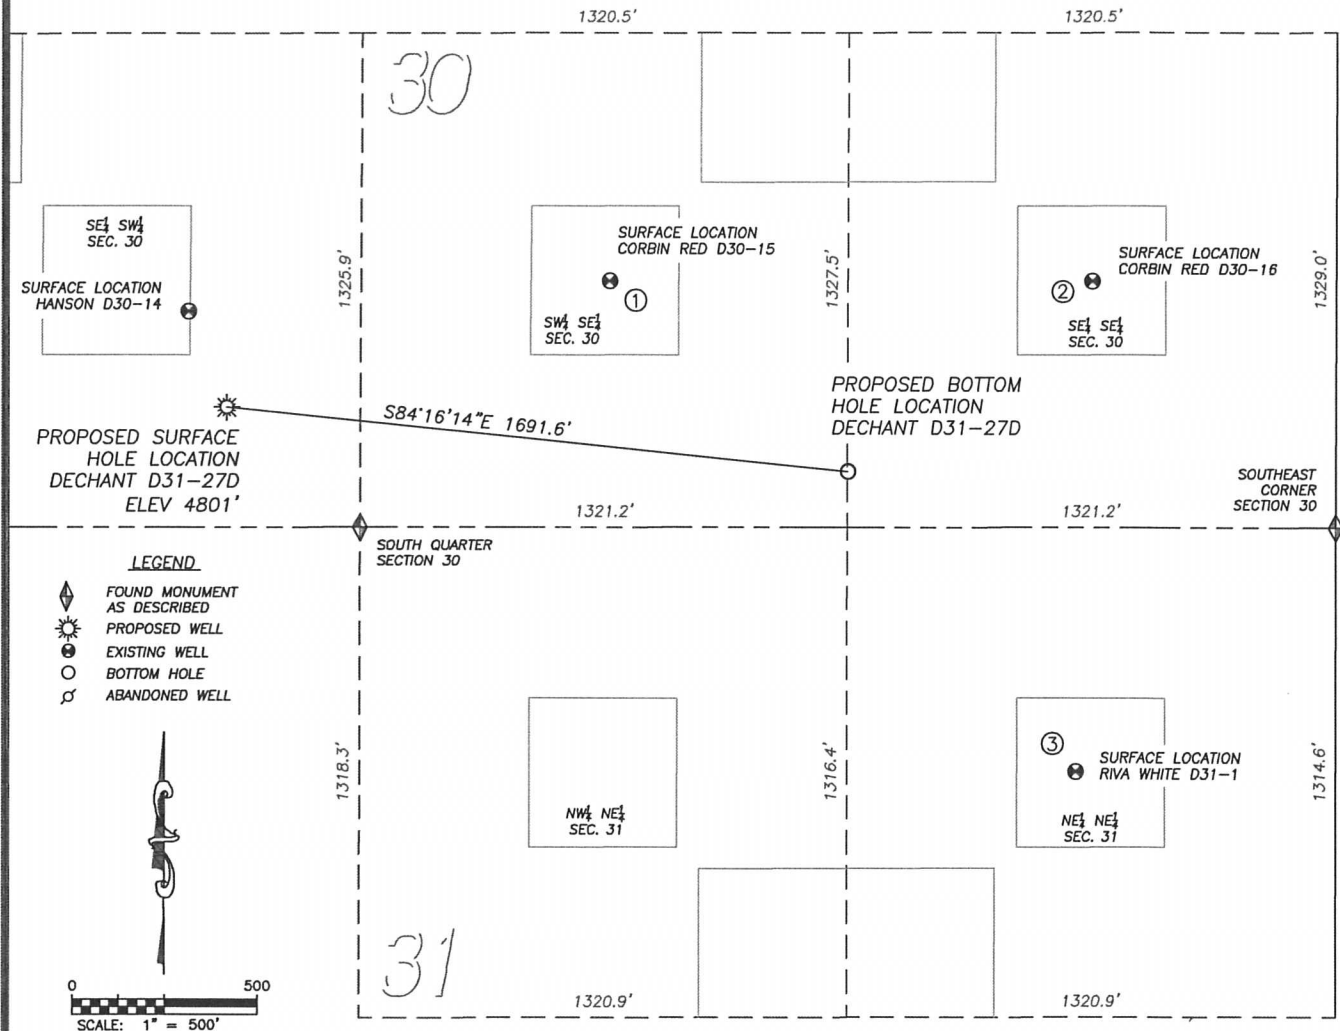 1320.5'
1320.5'
30
SE¼ SW¼
SEC. 30
SURFACE LOCATION
HANSON D30-14
1325.9'
SURFACE LOCATION
CORBIN RED D30-15
①
SW¼ SE¼
SEC. 30
1327.5'
SURFACE LOCATION
CORBIN RED D30-16
②
SE¼ SE¼
SEC. 30
1329.0'
PROPOSED SURFACE
HOLE LOCATION
DECHANT D31-27D
ELEV 4801'
S84°16'14"E 1691.6'
PROPOSED BOTTOM
HOLE LOCATION
DECHANT D31-27D
SOUTHEAST
CORNER
SECTION 30
1321.2'
1321.2'
SOUTH QUARTER
SECTION 30
LEGEND
FOUND MONUMENT
AS DESCRIBED
PROPOSED WELL
EXISTING WELL
BOTTOM HOLE
ABANDONED WELL
1318.3'
NW¼ NE¼
SEC. 31
1316.4'
③
SURFACE LOCATION
RIVA WHITE D31-1
NE¼ NE¼
SEC. 31
1314.6'
31
1320.9'
1320.9'
0 500
SCALE: 1" = 500'